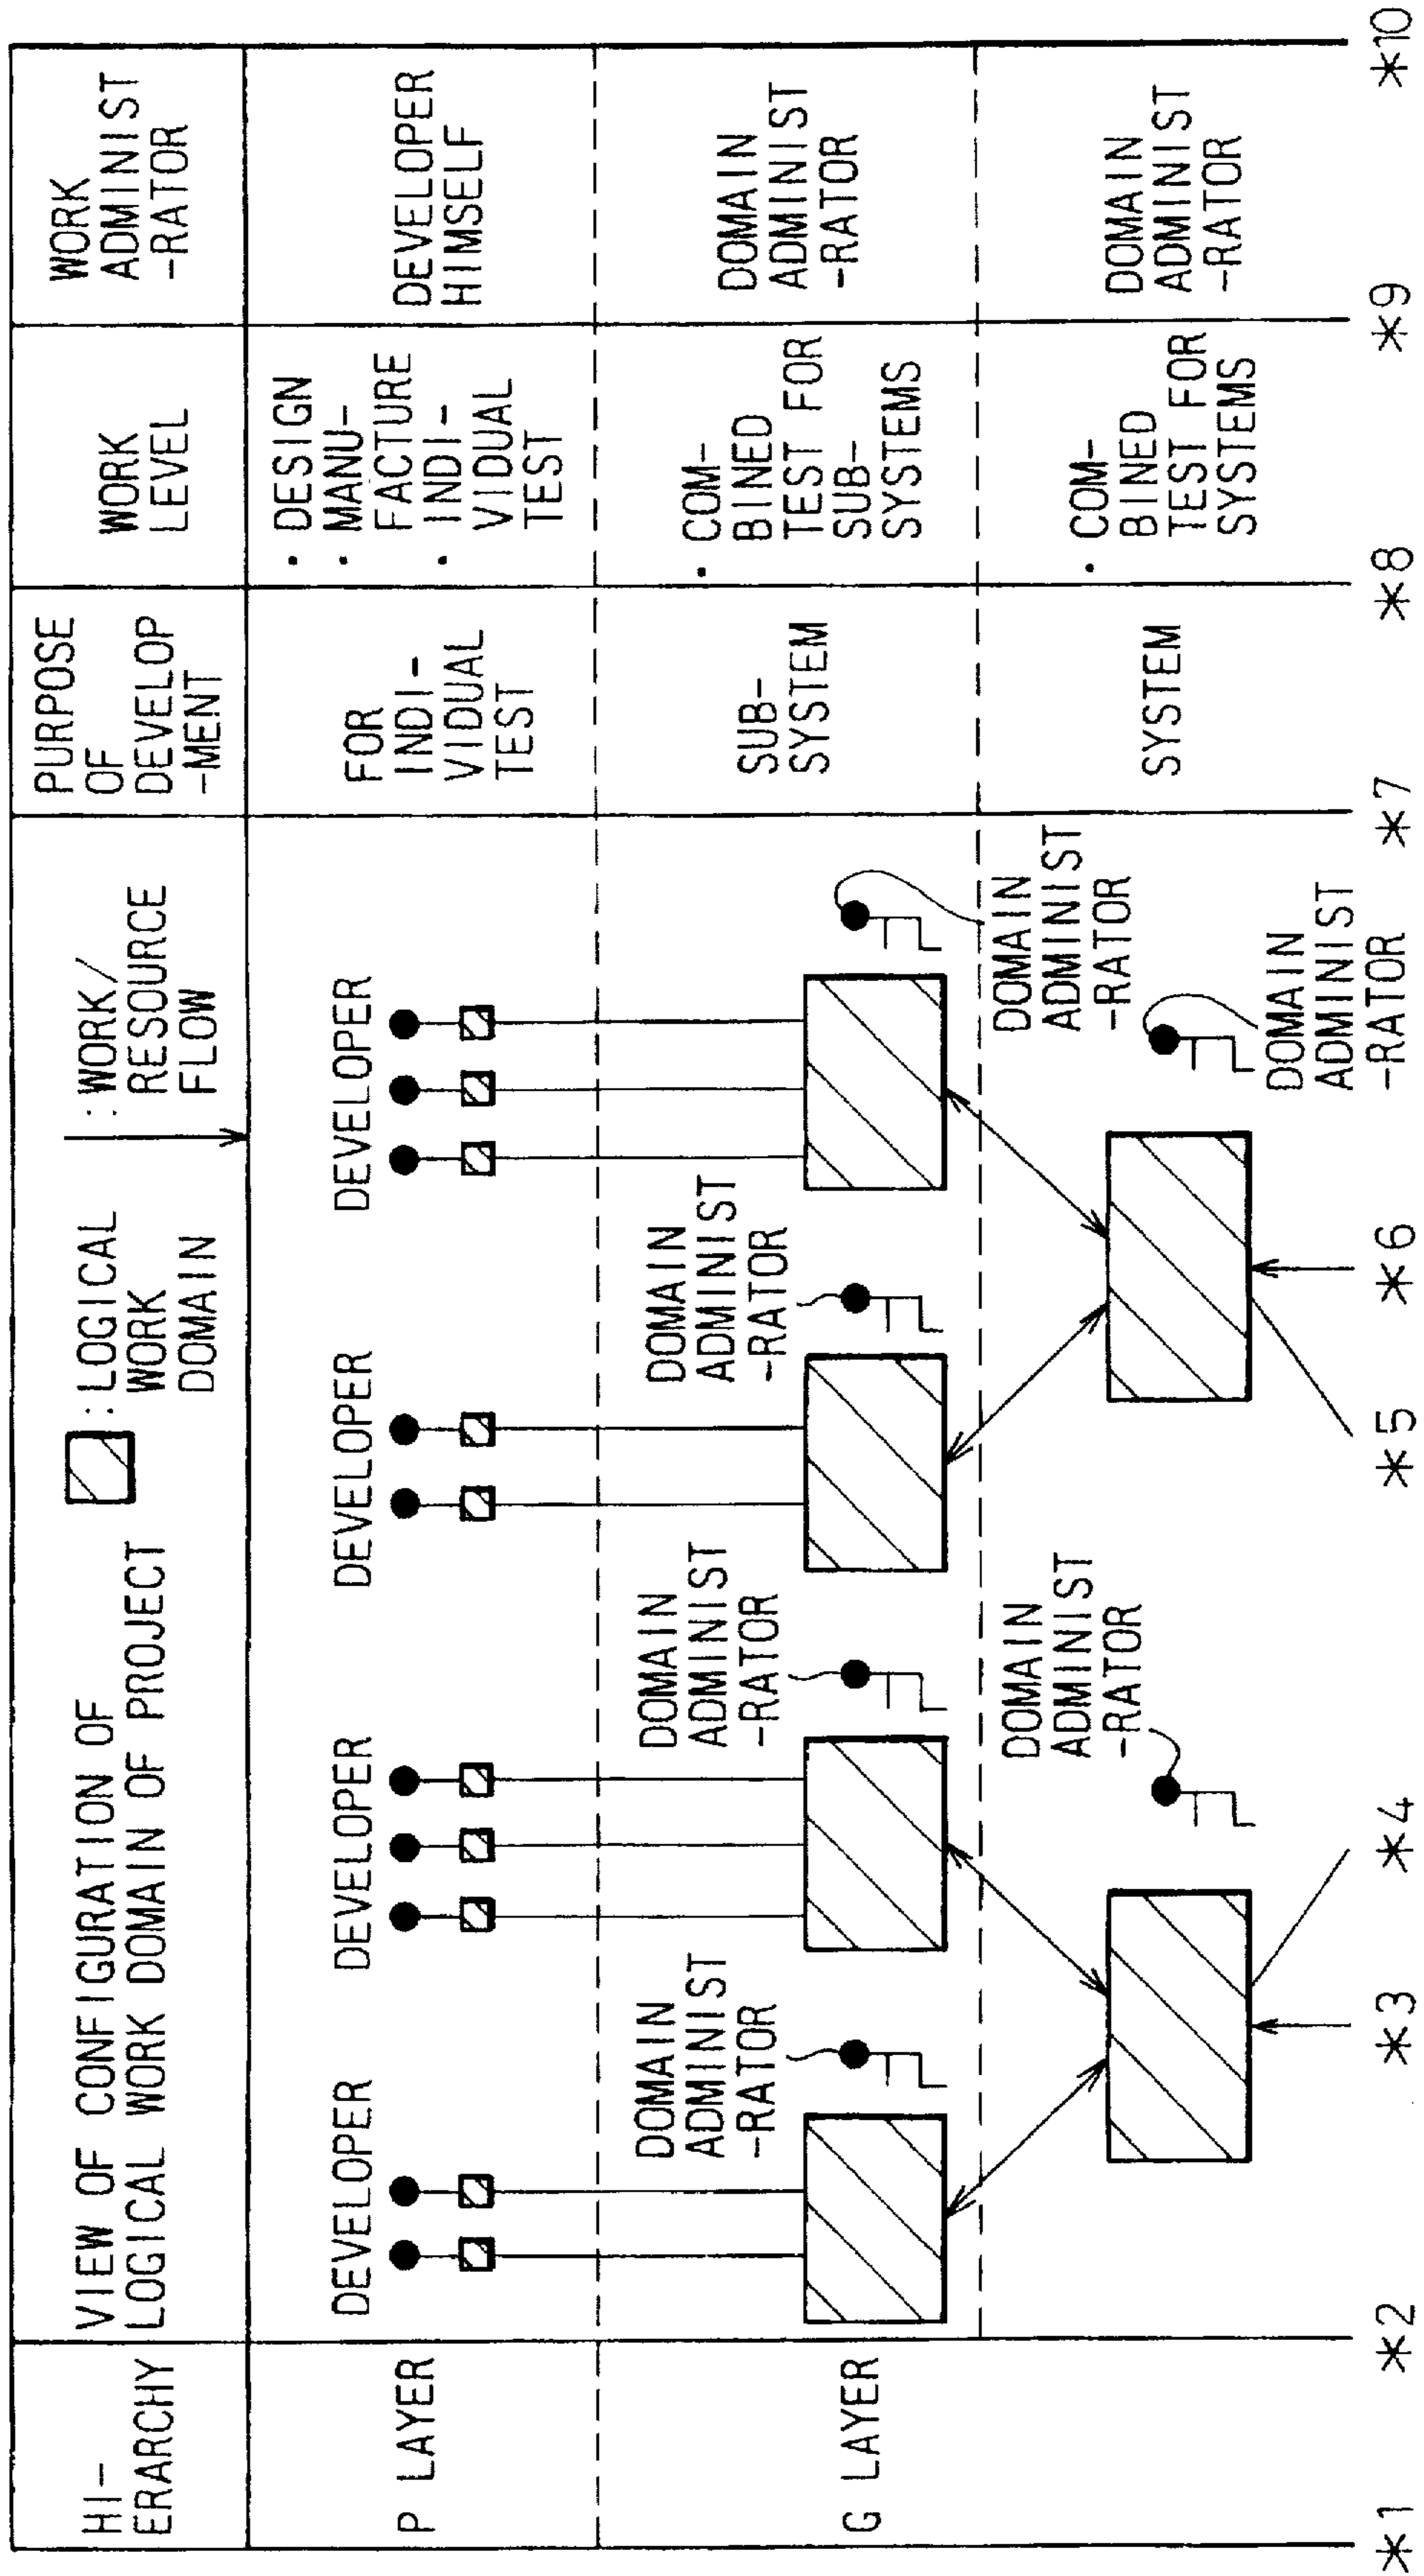 HI-
ERARCHY
VIEW OF CONFIGURATION OF
LOGICAL WORK DOMAIN OF PROJECT
: LOGICAL
WORK
DOMAIN
: WORK/
RESOURCE
FLOW
PURPOSE
OF
DEVELOP
-MENT
WORK
LEVEL
WORK
ADMINIST
-RATOR
P LAYER
DEVELOPER
DEVELOPER
DEVELOPER
DEVELOPER
FOR
INDI-
VIDUAL
TEST
· DESIGN
· MANU-
FACTURE
· INDI-
VIDUAL
TEST
DEVELOPER
HIMSELF
G LAYER
DOMAIN
ADMINIST
-RATOR
DOMAIN
ADMINIST
-RATOR
DOMAIN
ADMINIST
-RATOR
DOMAIN
ADMINIST
-RATOR
SUB-
SYSTEM
· COM-
BINED
TEST FOR
SUB-
SYSTEMS
DOMAIN
ADMINIST
-RATOR
DOMAIN
ADMINIST
-RATOR
DOMAIN
ADMINIST
-RATOR
SYSTEM
· COM-
BINED
TEST FOR
SYSTEMS
DOMAIN
ADMINIST
-RATOR
*1 *2 *3 *4 *5 *6 *7 *8 *9 *10